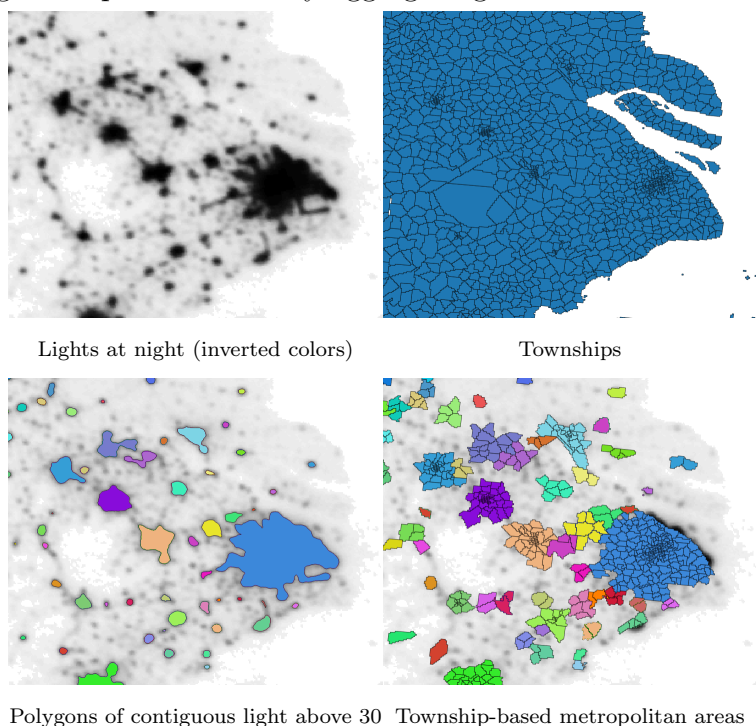 Lights at night (inverted colors)
Townships
Polygons of contiguous light above 30
Township-based metropolitan areas